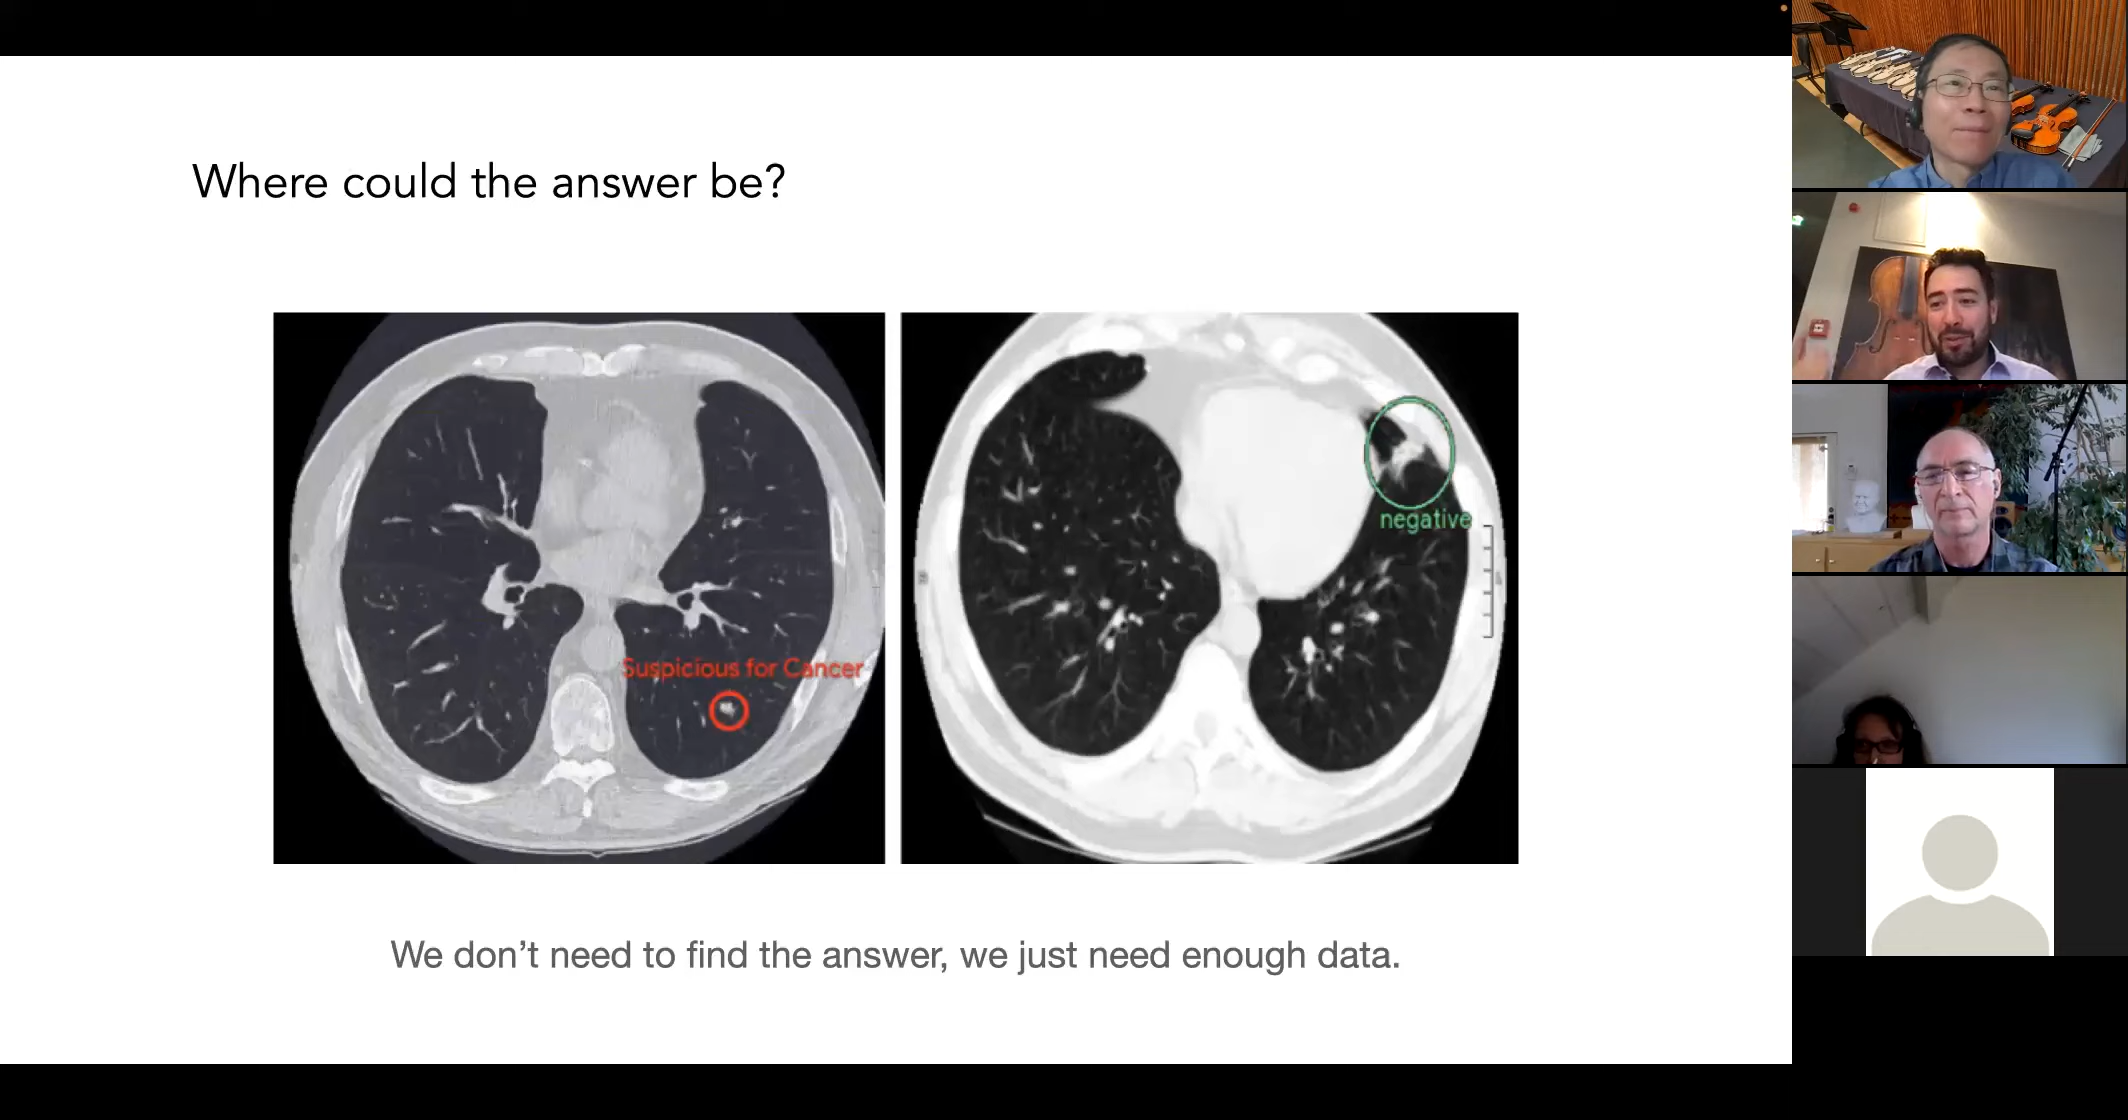 Where could the answer be?
Suspicious for Cancer
negative
We don't need to find the answer, we just need enough data.